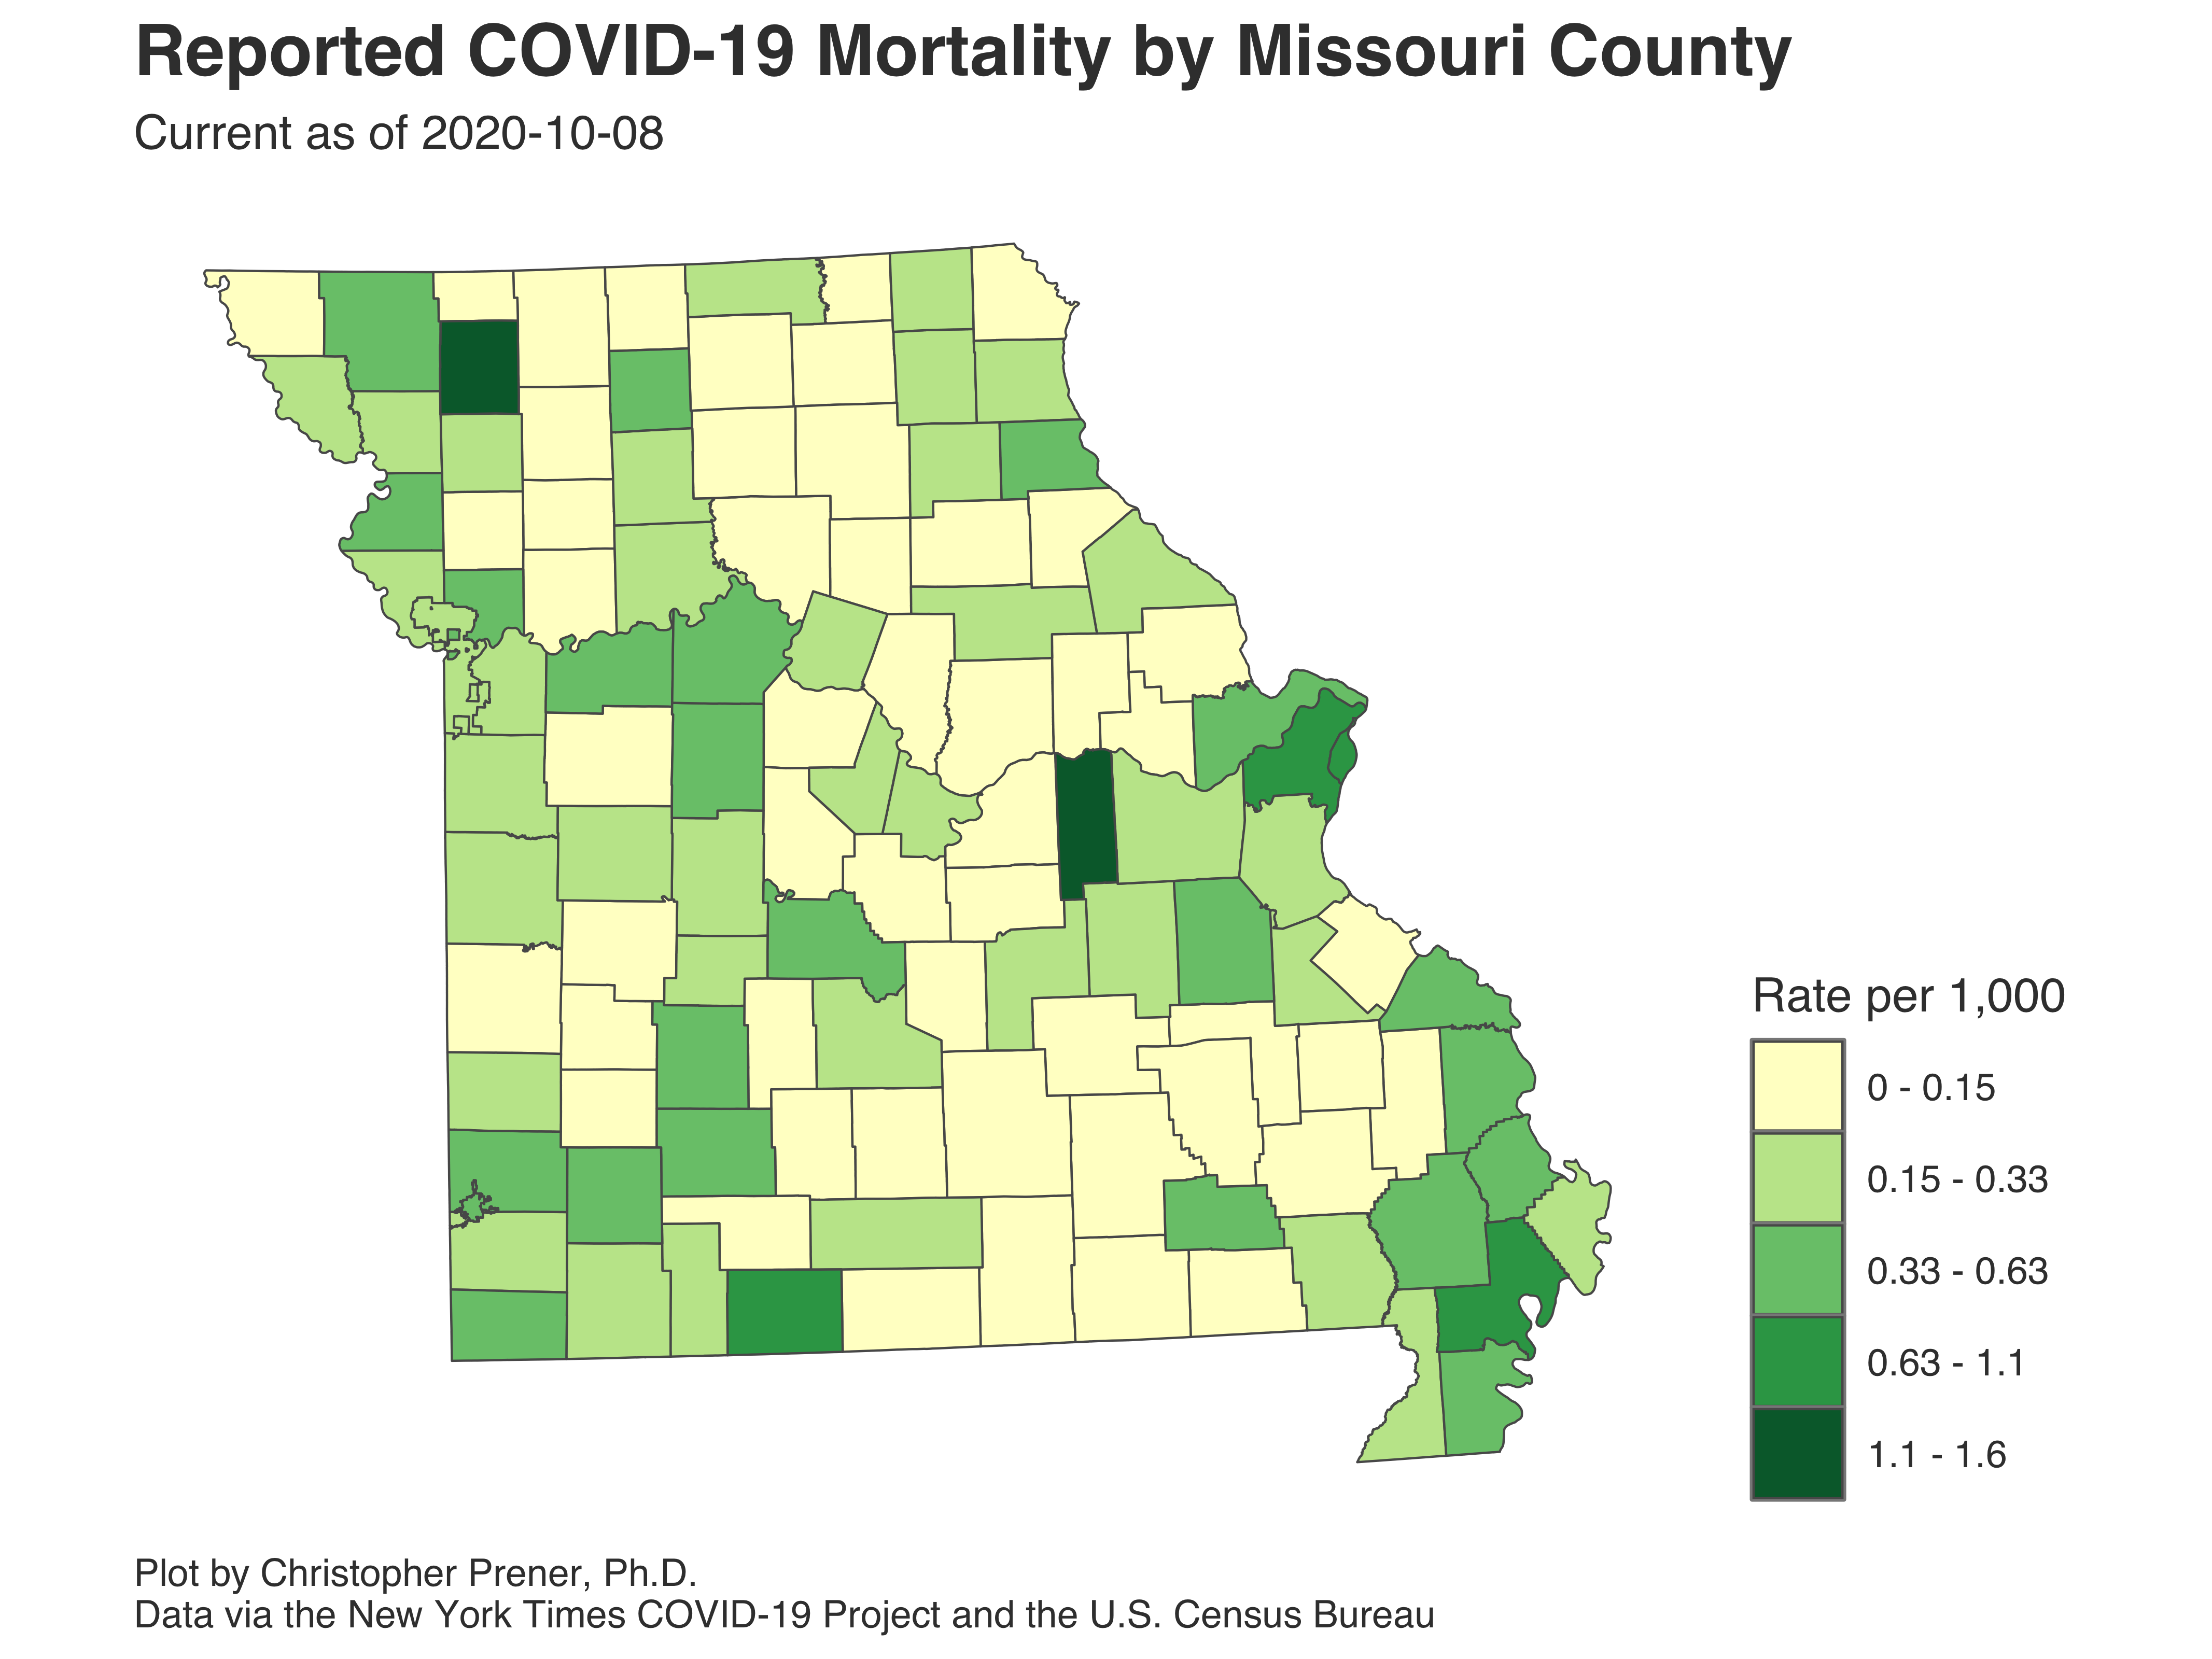 Reported COVID-19 Mortality by Missouri County
Current as of 2020-10-08
Rate per 1,000
0 - 0.15
0.15 - 0.33
0.33 - 0.63
0.63 - 1.1
1.1 - 1.6
Plot by Christopher Prener, Ph.D.
Data via the New York Times COVID-19 Project and the U.S. Census Bureau